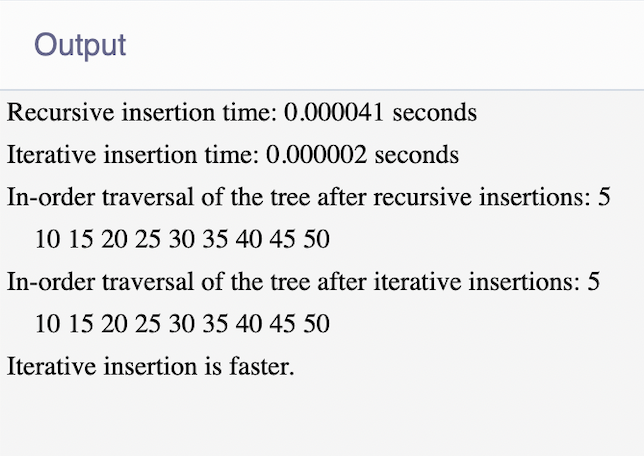 Output
Recursive insertion time: 0.000041 seconds
Iterative insertion time: 0.000002 seconds
In-order traversal of the tree after recursive insertions: 5
10 15 20 25 30 35 40 45 50
In-order traversal of the tree after iterative insertions: 5
10 15 20 25 30 35 40 45 50
Iterative insertion is faster.